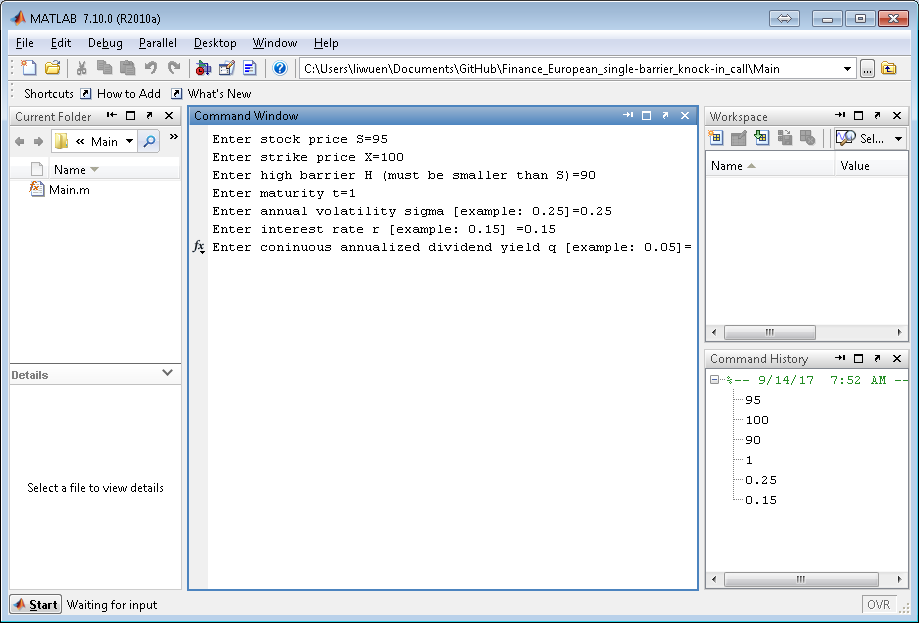 MATLAB 7.10.0 (R2010a)
File Edit Debug Parallel Desktop Window Help
C:\Users\liwuen\Documents\GitHub\Finance_European_single-barrier_knock-in_call\Main
Shortcuts How to Add What's New
Current Folder
« Main
»
Name
Main.m
Details
Select a file to view details
Command Window
Enter stock price S=95
Enter strike price X=100
Enter high barrier H (must be smaller than S)=90
Enter maturity t=1
Enter annual volatility sigma [example: 0.25]=0.25
Enter interest rate r [example: 0.15] =0.15
fx Enter coninuous annualized dividend yield q [example: 0.05]=
Workspace
Sel...
Name Value
Command History
%-- 9/14/17 7:52 AM --
95
100
90
1
0.25
0.15
Start Waiting for input
OVR